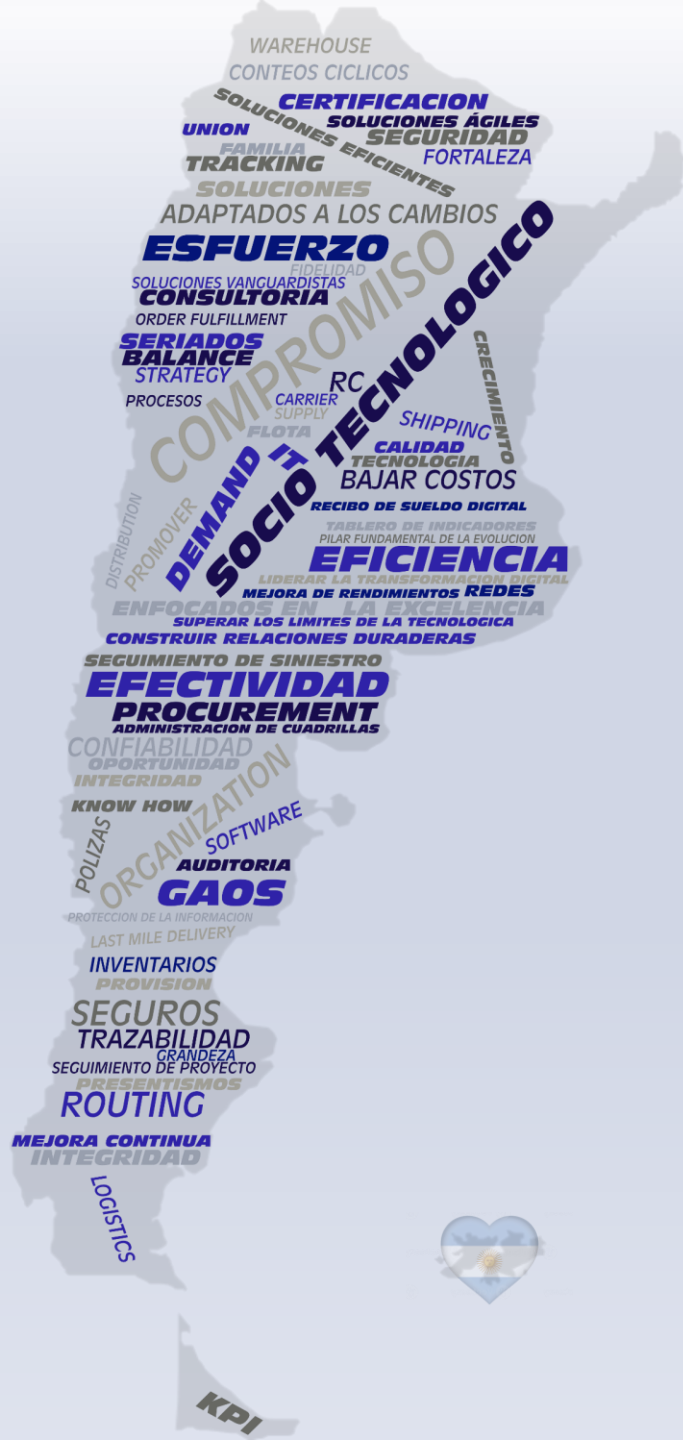 WAREHOUSE
CONTEOS CICLICOS
SOLUCIONES EFICIENTES
CERTIFICACION
SOLUCIONES ÁGILES
UNION
SEGURIDAD
FAMILIA
FORTALEZA
TRACKING
SOLUCIONES
ADAPTADOS A LOS CAMBIOS
ESFUERZO
FIDELIDAD
COMPROMISO
SOCIO TECNOLOGICO
SOLUCIONES VANGUARDISTAS
CONSULTORIA
ORDER FULFILLMENT
SERIADOS
BALANCE
STRATEGY
CRECIMIENTO
RC
PROCESOS
CARRIER
SUPPLY
SHIPPING
FLOTA
IT
CALIDAD
TECNOLOGIA
DEMAND
BAJAR COSTOS
DISTRIBUTION
PROMOVER
RECIBO DE SUELDO DIGITAL
TABLERO DE INDICADORES
PILAR FUNDAMENTAL DE LA EVOLUCION
EFICIENCIA
LIDERAR LA TRANSFORMACION DIGITAL
MEJORA DE RENDIMIENTOS
REDES
ENFOCADOS EN LA EXCELENCIA
SUPERAR LOS LIMITES DE LA TECNOLOGICA
CONSTRUIR RELACIONES DURADERAS
SEGUIMIENTO DE SINIESTRO
EFECTIVIDAD
PROCUREMENT
ADMINISTRACION DE CUADRILLAS
CONFIABILIDAD
OPORTUNIDAD
INTEGRIDAD
ORGANIZATION
KNOW HOW
SOFTWARE
POLIZAS
AUDITORIA
GAOS
PROTECCION DE LA INFORMACION
LAST MILE DELIVERY
INVENTARIOS
PROVISION
SEGUROS
TRAZABILIDAD
GRANDEZA
SEGUIMIENTO DE PROYECTO
PRESENTISMOS
ROUTING
MEJORA CONTINUA
INTEGRIDAD
LOGISTICS
KPI